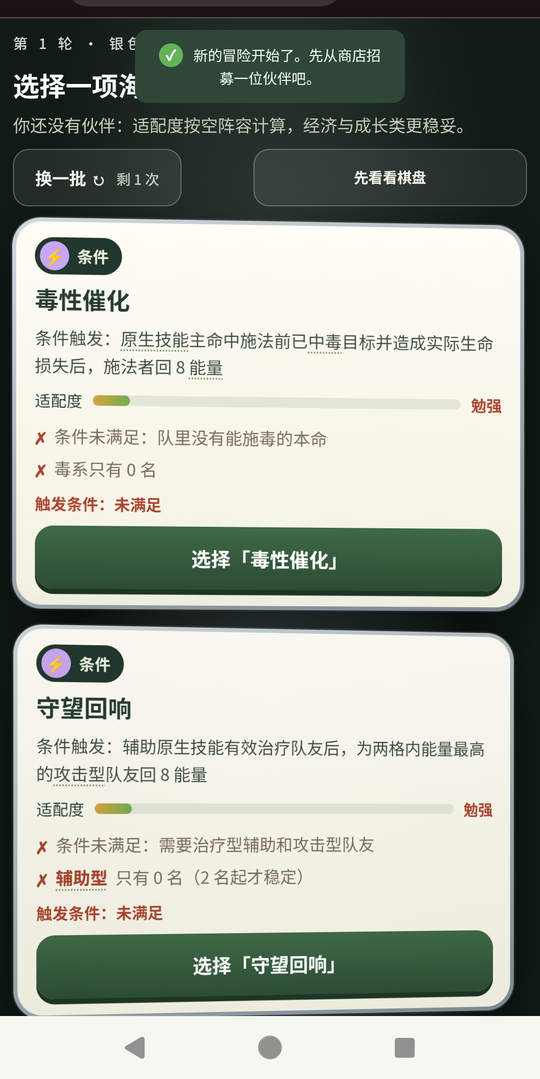 第 1 轮 · 银
新的冒险开始了。先从商店招
募一位伙伴吧。
选择一项海
你还没有伙伴：适配度按空阵容计算，经济与成长类更稳妥。
换一批 ↻ 剩 1 次
先看看棋盘
⚡ 条件
毒性催化
条件触发：原生技能主命中施法前已中毒目标并造成实际生命
损失后，施法者回 8 能量
适配度 勉强
✗ 条件未满足：队里没有能施毒的本命
✗ 毒系只有 0 名
触发条件：未满足
选择「毒性催化」
⚡ 条件
守望回响
条件触发：辅助原生技能有效治疗队友后，为两格内能量最高
的攻击型队友回 8 能量
适配度 勉强
✗ 条件未满足：需要治疗型辅助和攻击型队友
✗ 辅助型 只有 0 名（2 名起才稳定）
触发条件：未满足
选择「守望回响」